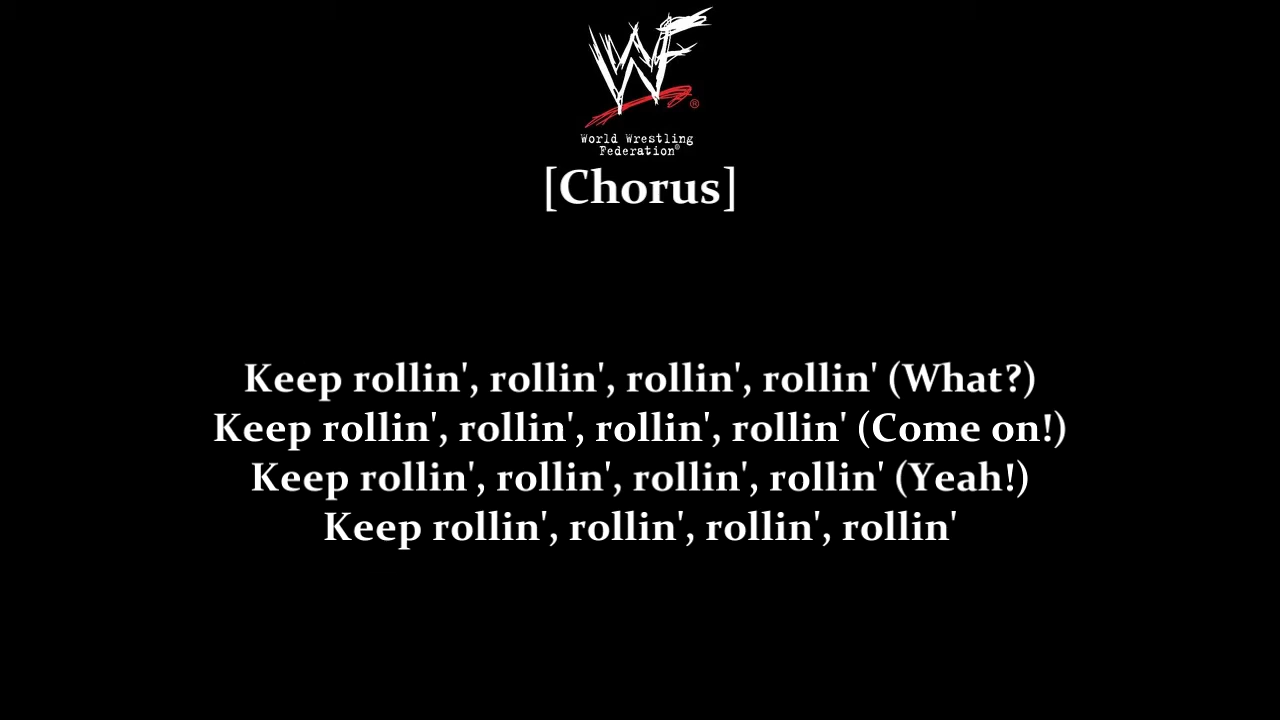 WF
World Wrestling
Federation®
[Chorus]
Keep rollin', rollin', rollin', rollin' (What?)
Keep rollin', rollin', rollin', rollin' (Come on!)
Keep rollin', rollin', rollin', rollin' (Yeah!)
Keep rollin', rollin', rollin', rollin'